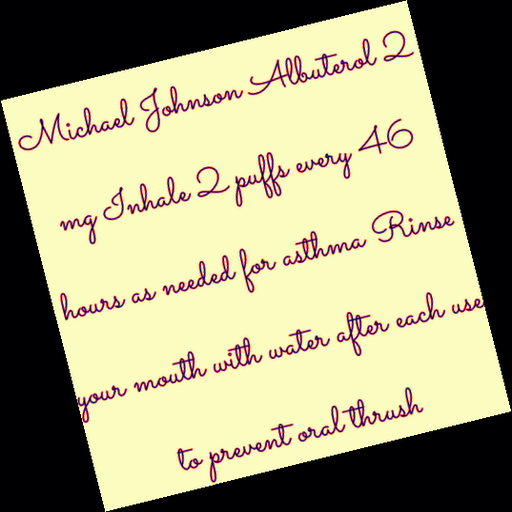 Michael Johnson Albuterol 2
mg Inhale 2 puffs every 46
hours as needed for asthma Rinse
your mouth with water after each use
to prevent oral thrush